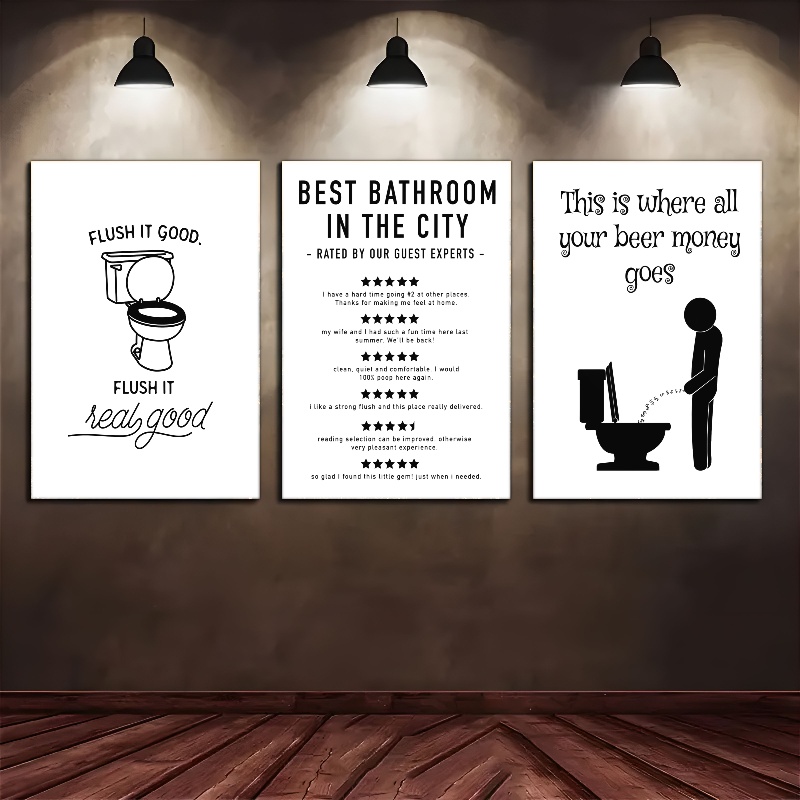 FLUSH IT GOOD.
FLUSH IT
real good
BEST BATHROOM
IN THE CITY
- RATED BY OUR GUEST EXPERTS -
i have a hard time going #2 at other places.
Thanks for making me feel at home.
my wife and I had such a fun time here last
summer. We'll be back!
clean, quiet and comfortable. I would
100% poop here again.
i like a strong flush and this place really delivered.
reading selection can be improved. otherwise
very pleasant experience.
so glad I found this little gem! just when i needed.
This is where all
your beer money
goes